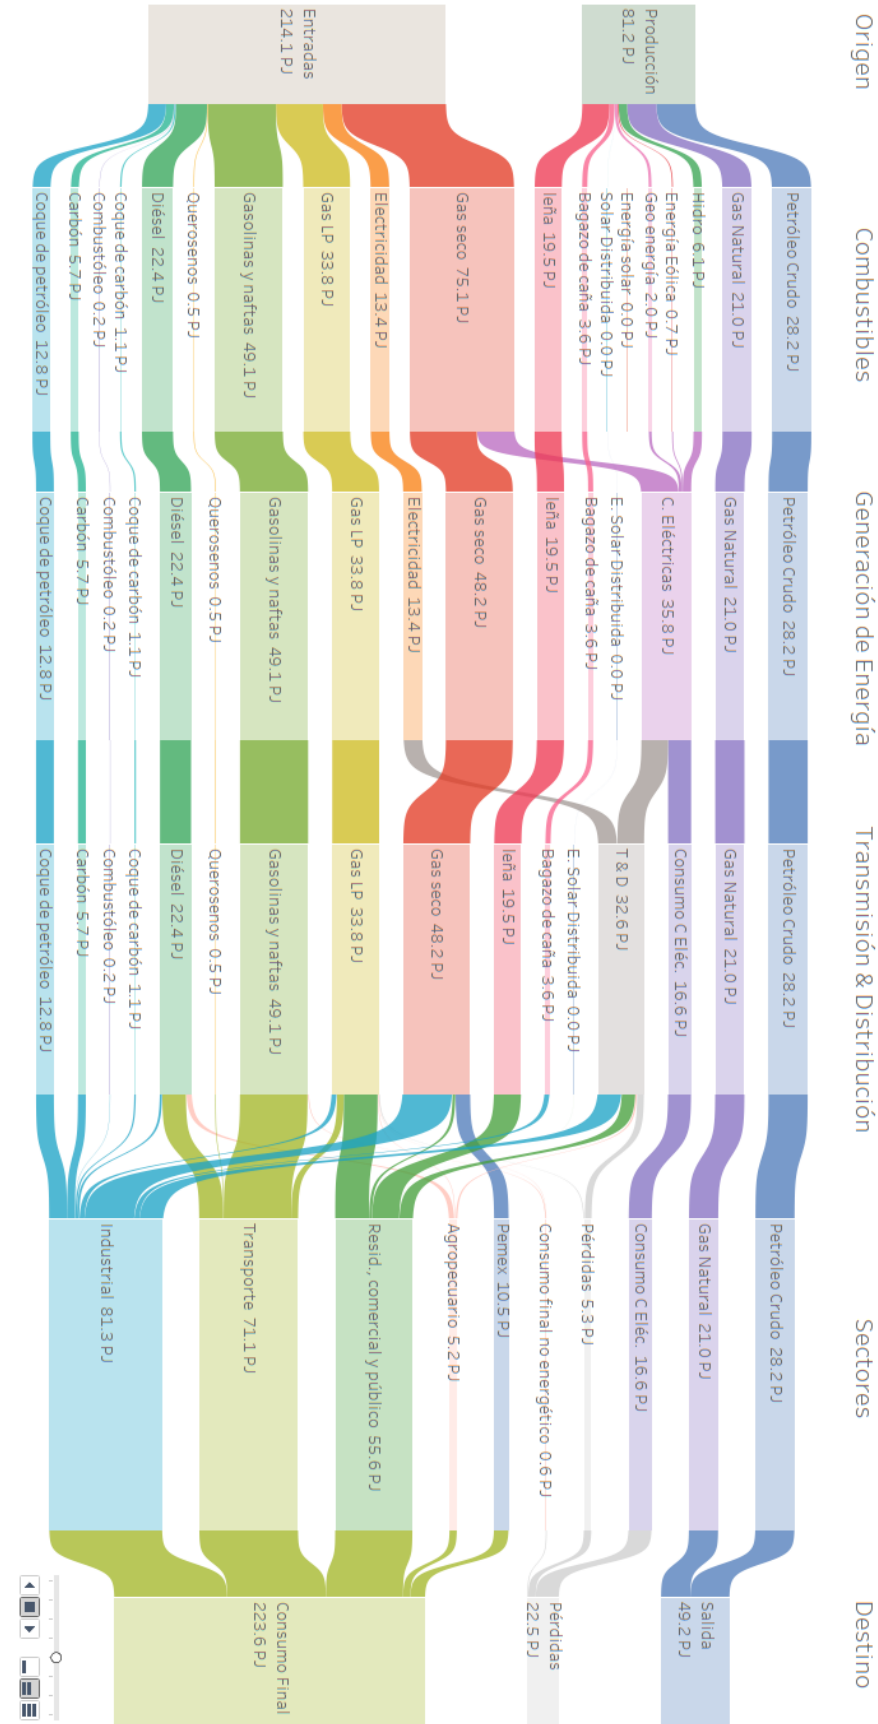 Origen
Combustibles
Generación de Energía
Transmisión & Distribución
Sectores
Destino
Producción
81.2 PJ
Entradas
214.1 PJ
Petróleo Crudo 28.2 PJ
Gas Natural 21.0 PJ
Hidro 6.1 PJ
Energía Eólica 0.7 PJ
Geo energía 2.0 PJ
Energía solar 0.0 PJ
Solar Distribuida 0.0 PJ
Bagazo de caña 3.6 PJ
leña 19.5 PJ
Gas seco 75.1 PJ
Electricidad 13.4 PJ
Gas LP 33.8 PJ
Gasolinas y naftas 49.1 PJ
Querosenos 0.5 PJ
Diésel 22.4 PJ
Coque de carbón 1.1 PJ
Combustóleo 0.2 PJ
Carbón 5.7 PJ
Coque de petróleo 12.8 PJ
Petróleo Crudo 28.2 PJ
Gas Natural 21.0 PJ
C. Eléctricas 35.8 PJ
E. Solar Distribuida 0.0 PJ
Bagazo de caña 3.6 PJ
leña 19.5 PJ
Gas seco 48.2 PJ
Electricidad 13.4 PJ
Gas LP 33.8 PJ
Gasolinas y naftas 49.1 PJ
Querosenos 0.5 PJ
Diésel 22.4 PJ
Coque de carbón 1.1 PJ
Combustóleo 0.2 PJ
Carbón 5.7 PJ
Coque de petróleo 12.8 PJ
Petróleo Crudo 28.2 PJ
Gas Natural 21.0 PJ
Consumo C Eléc. 16.6 PJ
T & D 32.6 PJ
E. Solar Distribuida 0.0 PJ
Bagazo de caña 3.6 PJ
leña 19.5 PJ
Gas seco 48.2 PJ
Gas LP 33.8 PJ
Gasolinas y naftas 49.1 PJ
Querosenos 0.5 PJ
Diésel 22.4 PJ
Coque de carbón 1.1 PJ
Combustóleo 0.2 PJ
Carbón 5.7 PJ
Coque de petróleo 12.8 PJ
Petróleo Crudo 28.2 PJ
Gas Natural 21.0 PJ
Consumo C Eléc. 16.6 PJ
Pérdidas 5.3 PJ
Consumo final no energético 0.6 PJ
Pemex 10.5 PJ
Agropecuario 5.2 PJ
Resid., comercial y público 55.6 PJ
Transporte 71.1 PJ
Industrial 81.3 PJ
Salida
49.2 PJ
Pérdidas
22.5 PJ
Consumo Final
223.6 PJ